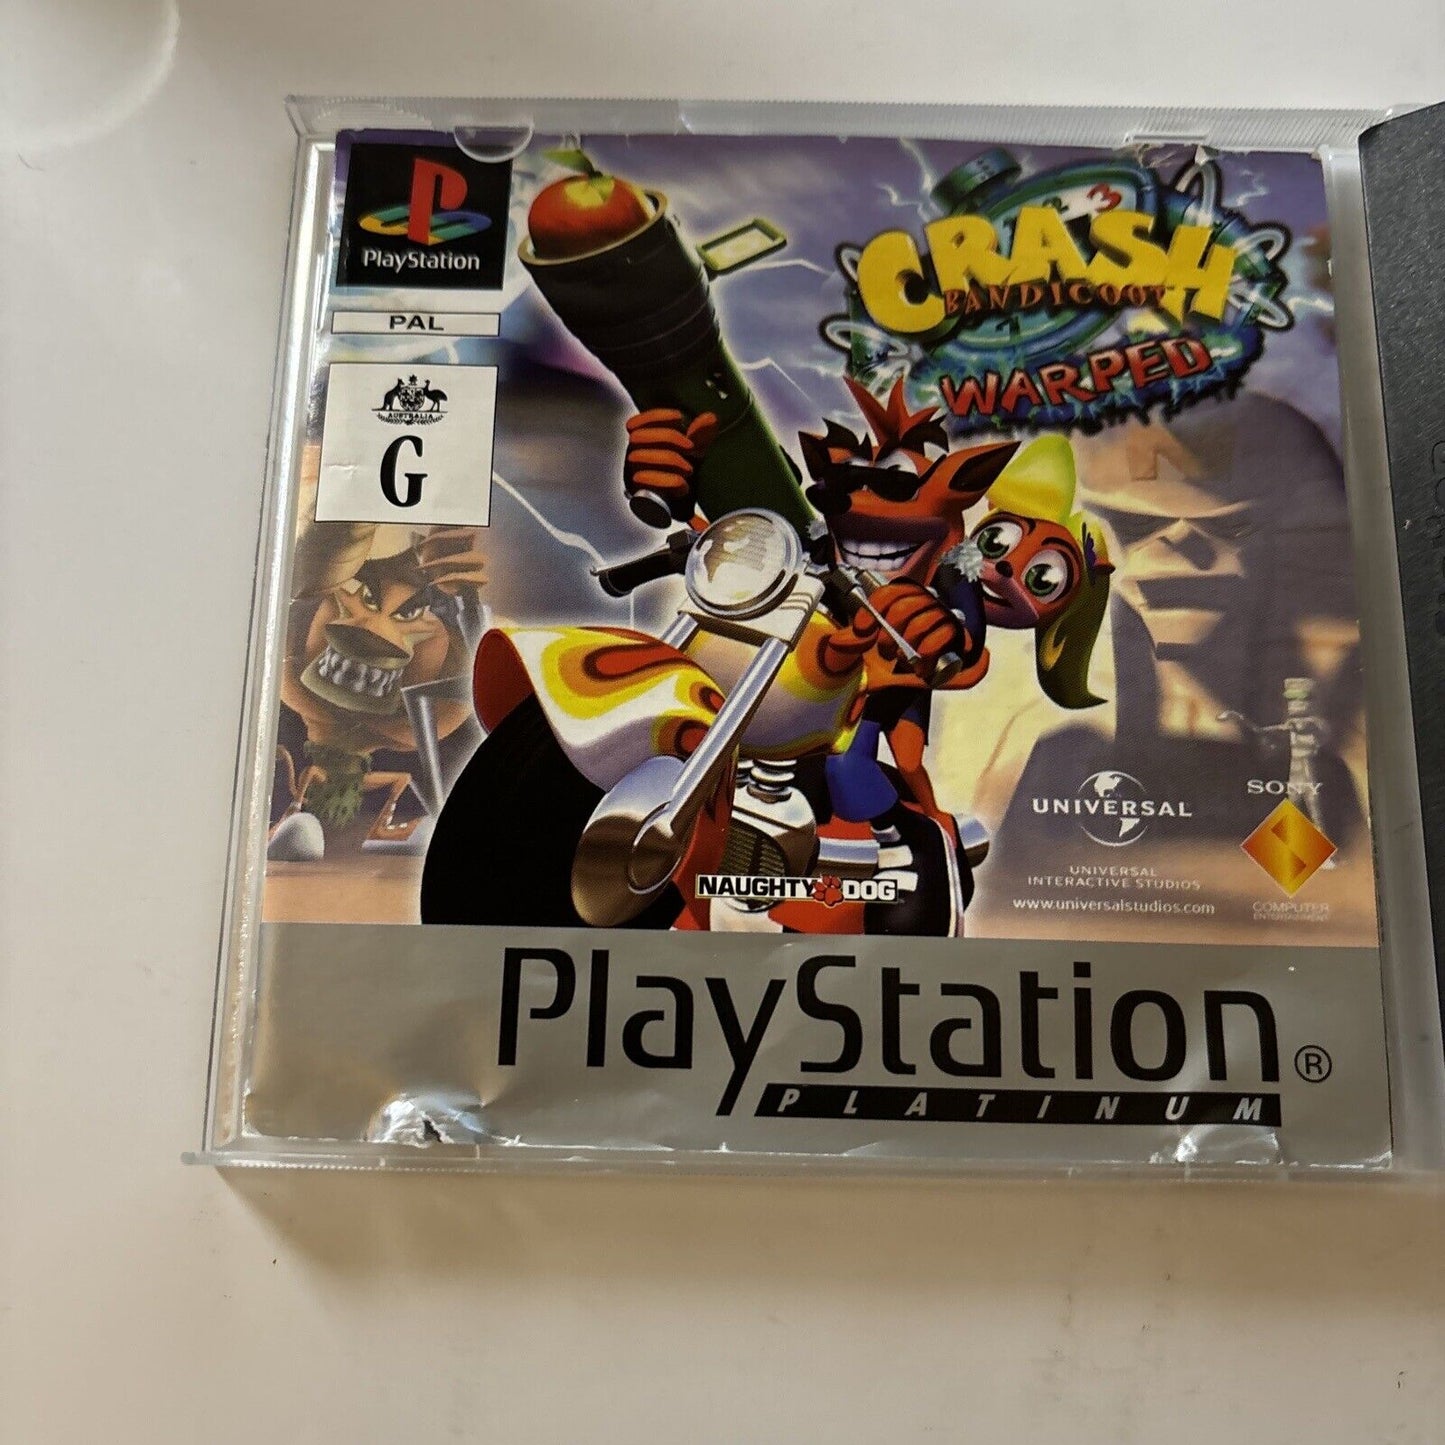 PlayStation
PAL
AUSTRALIA
G
3
CRASH
BANDICOOT
WARPED
N
UNIVERSAL
UNIVERSAL
INTERACTIVE STUDIOS
www.universalstudios.com
SONY
COMPUTER
ENTERTAINMENT
NAUGHTY DOG
PlayStation®
PLATINUM